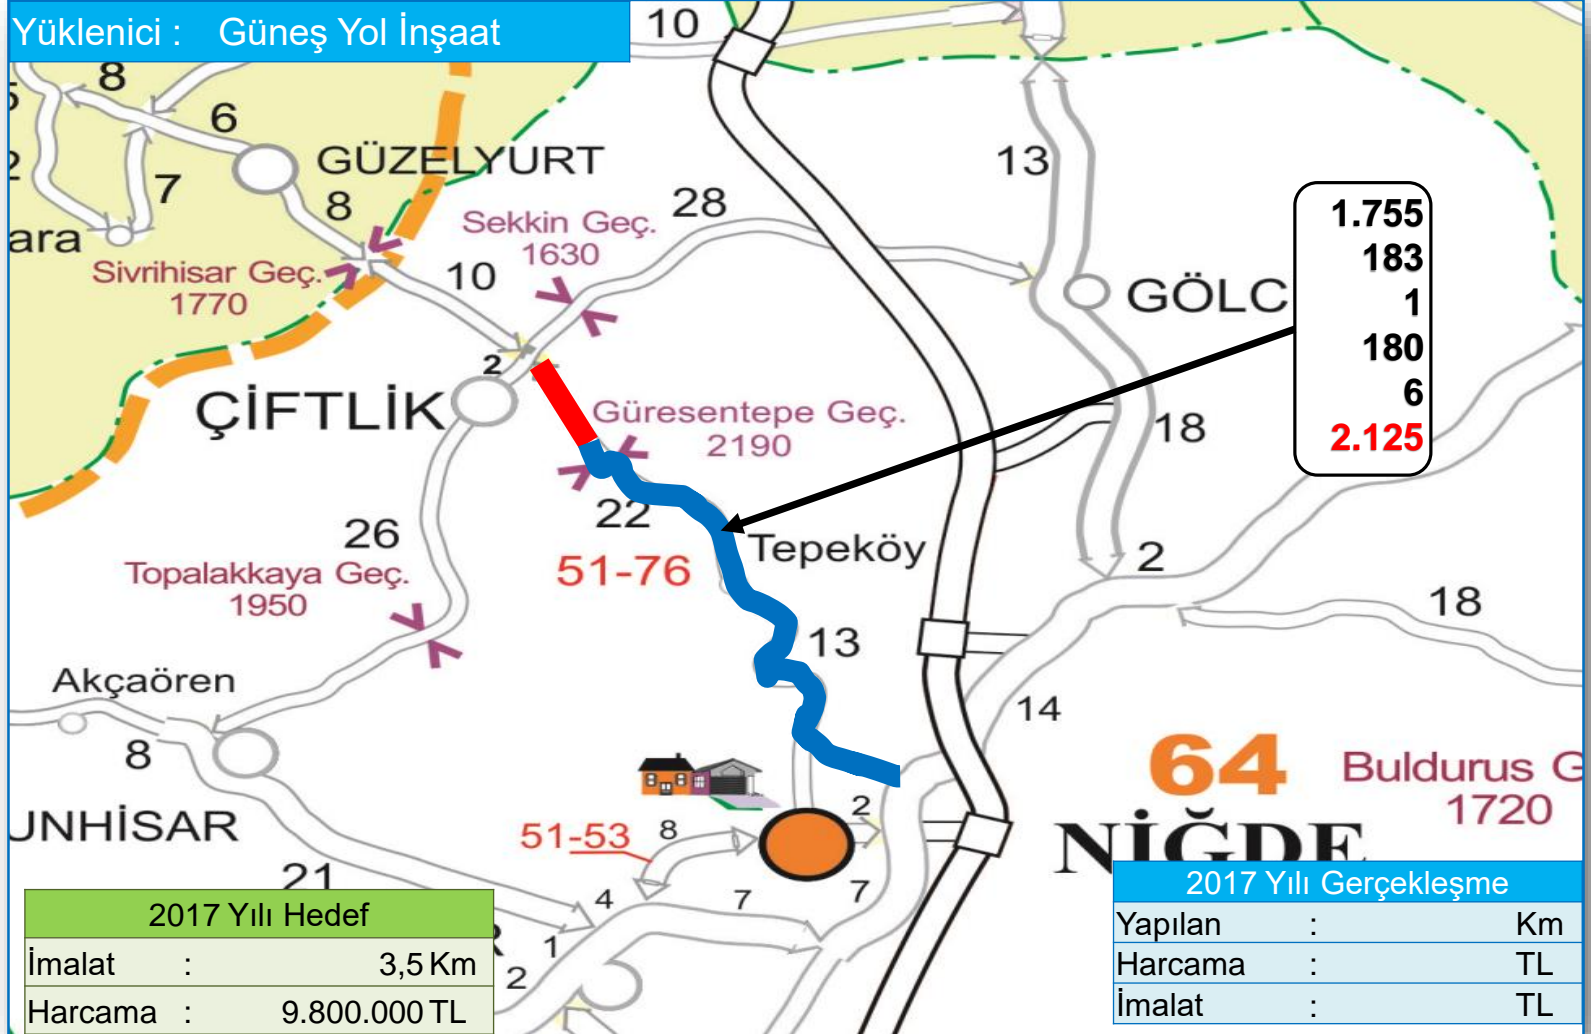 Yüklenici : Güneş Yol İnşaat
10
8
6
GÜZELYURT
13
7
8
28
ara
Sekkin Geç.
1630
Sivrihisar Geç.
1770
10
GÖLC
1.755
183
1
180
6
2.125
2
ÇİFTLİK
Güresentepe Geç.
2190
18
22
26
Tepeköy
51-76
2
Topalakkaya Geç.
1950
18
13
Akçaören
14
8
64
NİĞDE
Buldurus G
1720
UNHİSAR
51-53
8
2
21
4
7
7
1
2
2017 Yılı Hedef
İmalat : 3,5 Km
Harcama : 9.800.000 TL
2017 Yılı Gerçekleşme
Yapılan : Km
Harcama : TL
İmalat : TL